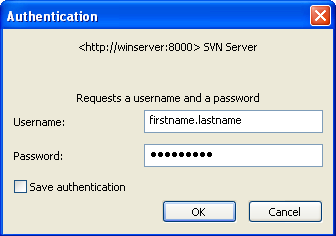 Authentication
<http://winserver:8000> SVN Server
Requests a username and a password
Username: firstname.lastname
Password: ●●●●●●●●●
Save authentication
OK Cancel